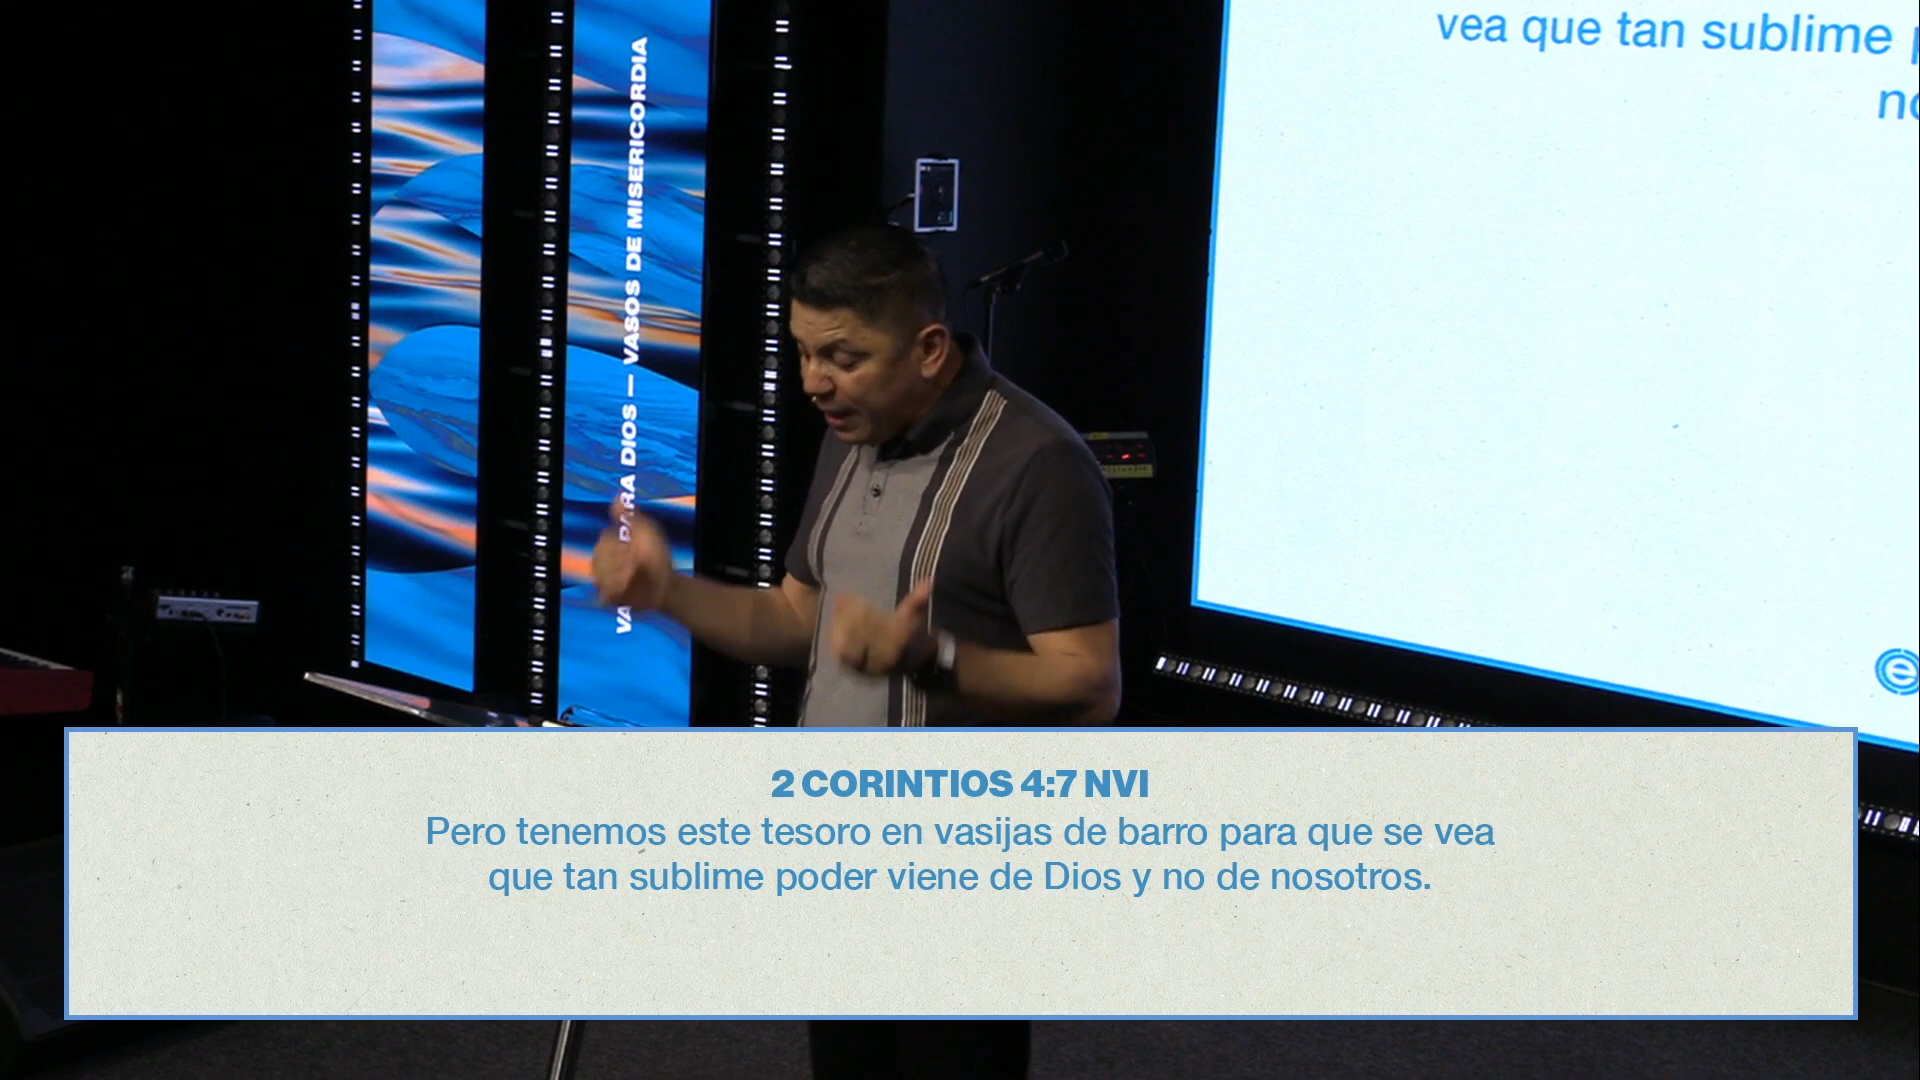 vea que tan sublime
PARA DIOS — VASOS DE MISERICORDIA
e
2 CORINTIOS 4:7 NVI
Pero tenemos este tesoro en vasijas de barro para que se vea
que tan sublime poder viene de Dios y no de nosotros.